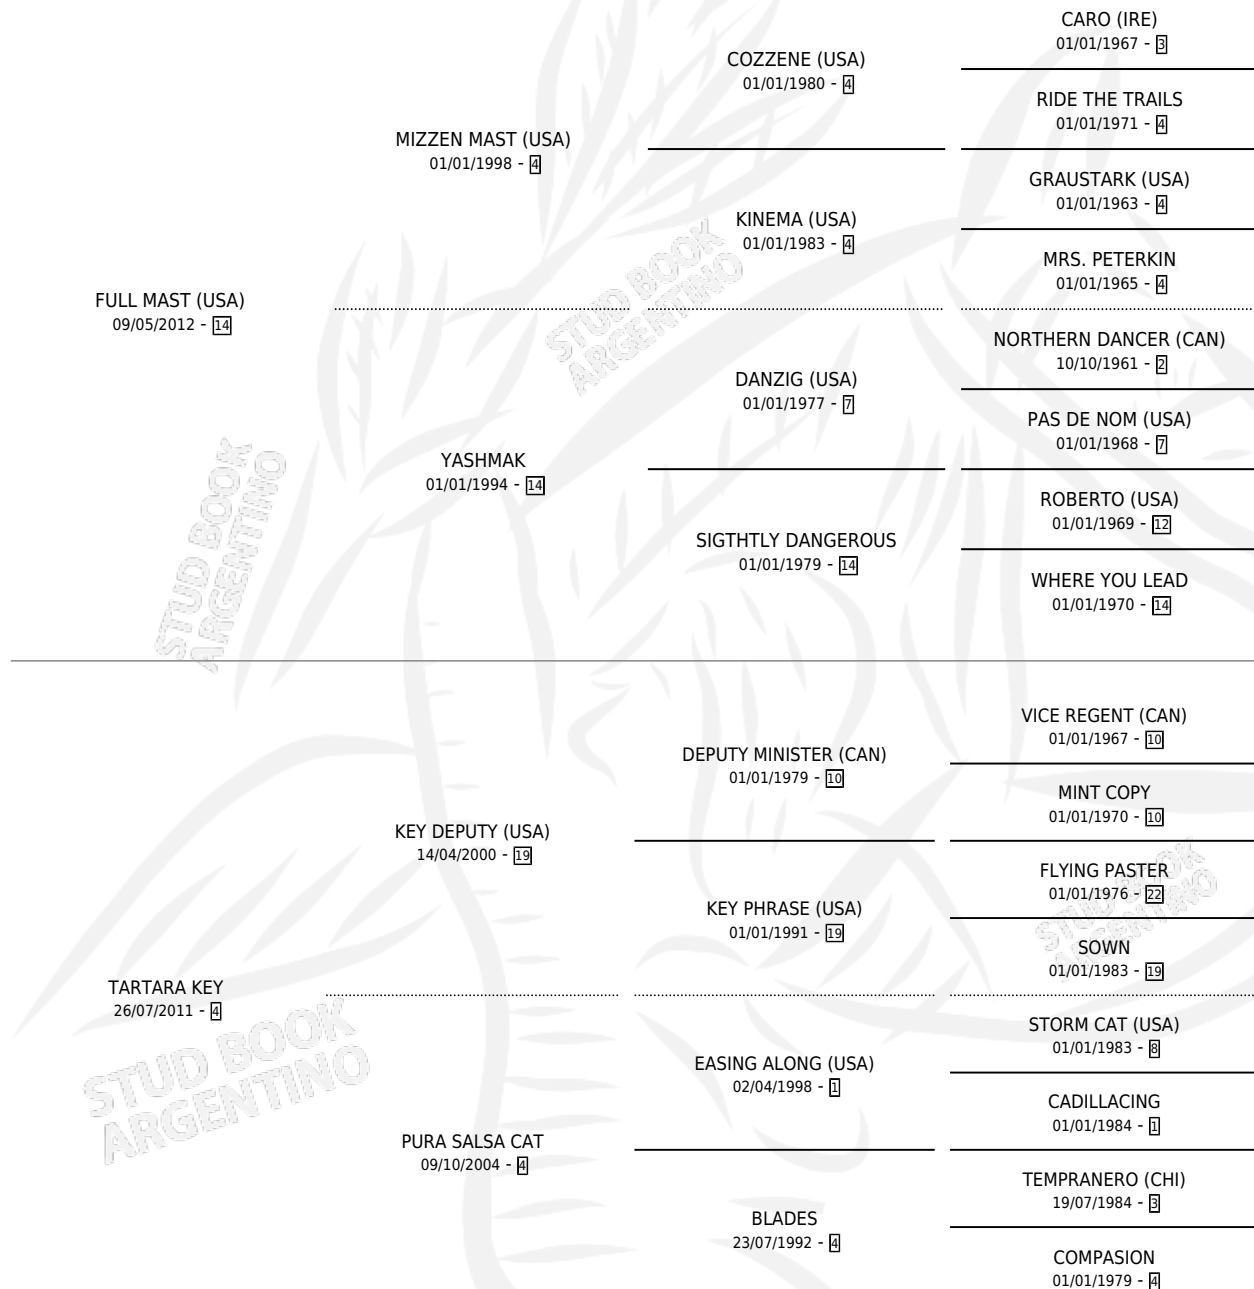 CARO (IRE)
01/01/1967 - 3
COZZENE (USA)
01/01/1980 - 4
RIDE THE TRAILS
01/01/1971 - 4
MIZZEN MAST (USA)
01/01/1998 - 4
GRAUSTARK (USA)
01/01/1963 - 4
KINEMA (USA)
01/01/1983 - 4
MRS. PETERKIN
01/01/1965 - 4
FULL MAST (USA)
09/05/2012 - 14
NORTHERN DANCER (CAN)
10/10/1961 - 2
DANZIG (USA)
01/01/1977 - 7
PAS DE NOM (USA)
01/01/1968 - 7
YASHMAK
01/01/1994 - 14
ROBERTO (USA)
01/01/1969 - 12
SIGTHTLY DANGEROUS
01/01/1979 - 14
WHERE YOU LEAD
01/01/1970 - 14
VICE REGENT (CAN)
01/01/1967 - 10
DEPUTY MINISTER (CAN)
01/01/1979 - 10
MINT COPY
01/01/1970 - 10
KEY DEPUTY (USA)
14/04/2000 - 19
FLYING PASTER
01/01/1976 - 22
KEY PHRASE (USA)
01/01/1991 - 19
SOWN
01/01/1983 - 19
TARTARA KEY
26/07/2011 - 4
STORM CAT (USA)
01/01/1983 - 8
EASING ALONG (USA)
02/04/1998 - 1
CADILLACING
01/01/1984 - 1
PURA SALSA CAT
09/10/2004 - 4
TEMPRANERO (CHI)
19/07/1984 - 3
BLADES
23/07/1992 - 4
COMPASION
01/01/1979 - 4
STUD BOOK
ARGENTINO
STUD BOOK
ARGENTINO
STUD BOOK
ARGENTINO
STUD BOOK
ARGENTINO